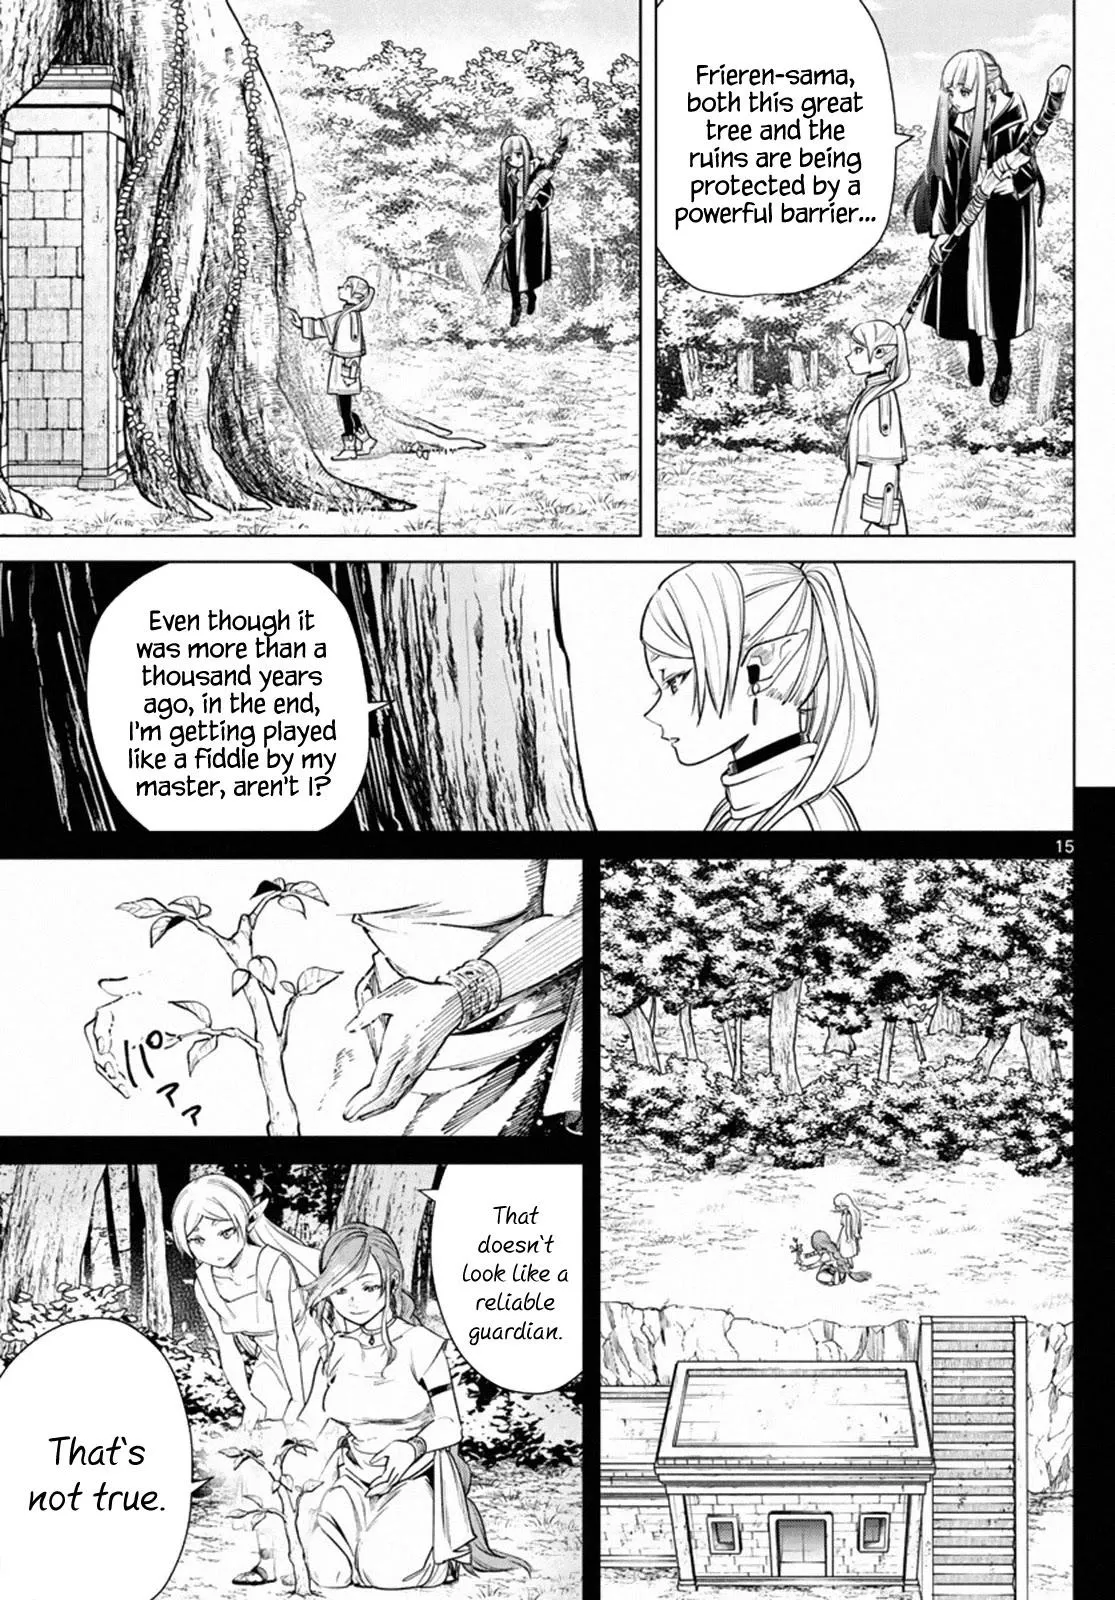 Frieren-sama,
both this great
tree and the
ruins are being
protected by a
powerful barrier...
Even though it
was more than a
thousand years
ago, in the end,
I'm getting played
like a fiddle by my
master, aren't I?
15
パァァァ
That
doesn't
look like a
reliable
guardian.
That's
not true.